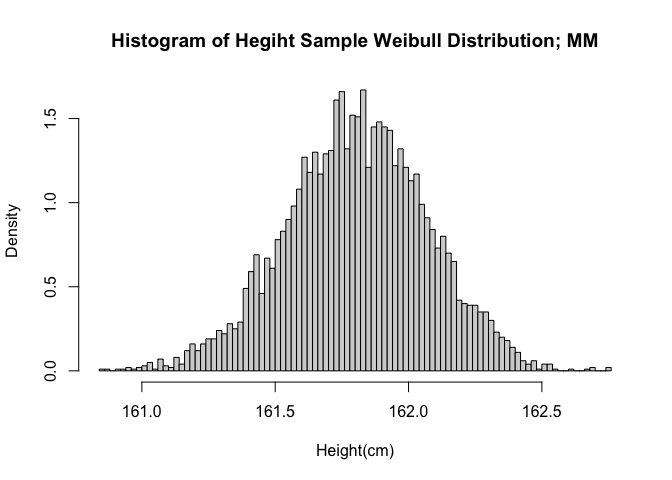 Histogram of Hegiht Sample Weibull Distribution; MM
Density
1.5
1.0
0.5
0.0
161.0 161.5 162.0 162.5
Height(cm)